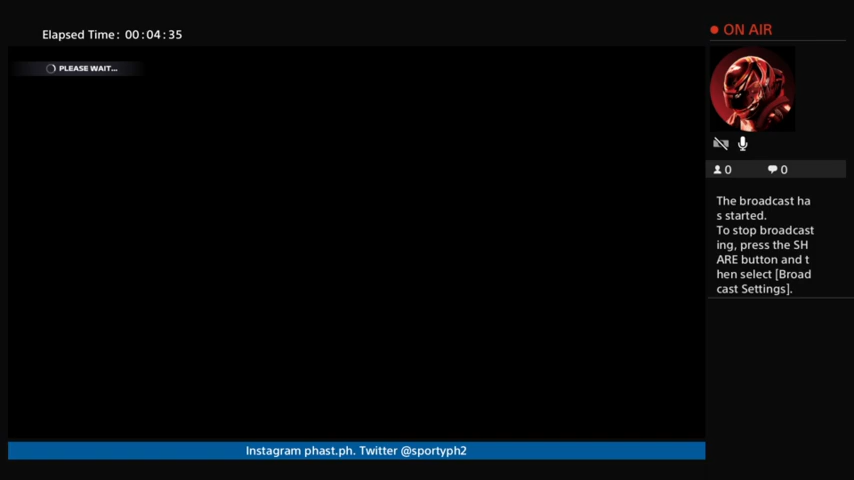 Elapsed Time: 00:04:35
ON AIR
PLEASE WAIT...
0 0
The broadcast ha
s started.
To stop broadcast
ing, press the SH
ARE button and t
hen select [Broad
cast Settings].
Instagram phast.ph. Twitter @sportyph2